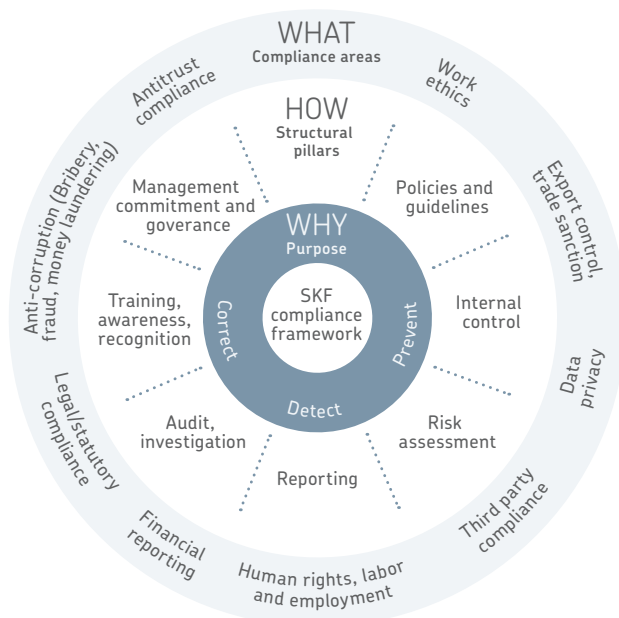 WHAT
Compliance areas
Work
ethics
Export control,
trade sanction
Data
privacy
Third party
compliance
Human rights, labor
and employment
Financial
reporting
Legal/statutory
compliance
Anti-corruption (Bribery,
fraud, money laundering)
Antitrust
compliance
HOW
Structural
pillars
Policies and
guidelines
Internal
control
Risk
assessment
Reporting
Audit,
investigation
Training,
awareness,
recognition
Management
commitment and
goverance
WHY
Purpose
Prevent
Detect
Correct
SKF
compliance
framework